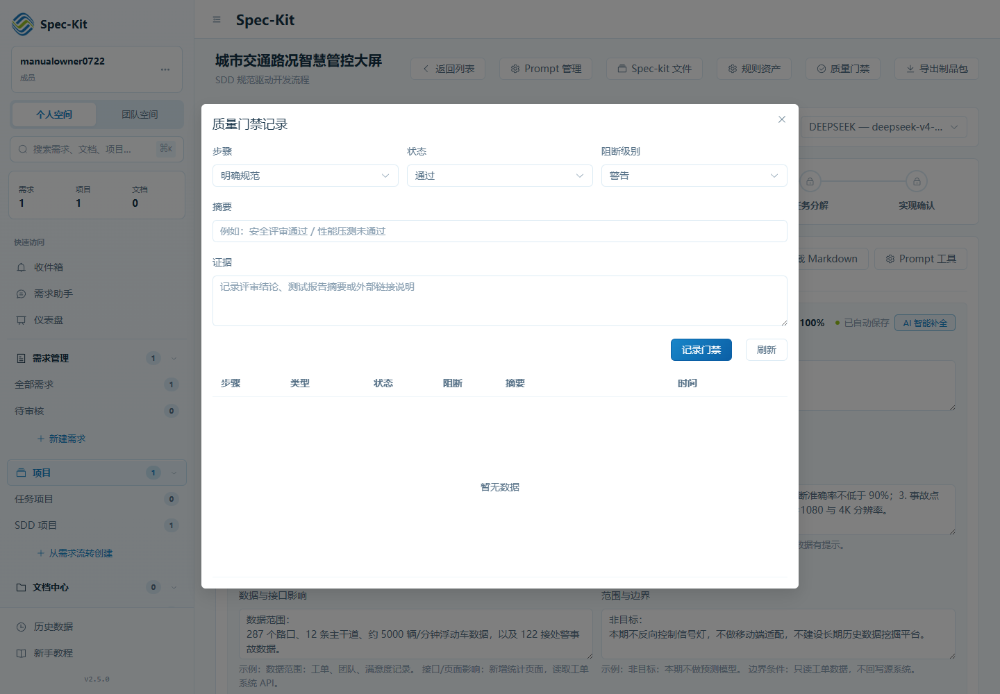 Spec-Kit
manualowner0722
成员
个人空间
团队空间
搜索需求、文档、项目...
⌘K
需求
项目
文档
1
1
0
快速访问
收件箱
需求助手
仪表盘
需求管理
1
全部需求
1
待审核
0
新建需求
项目
1
任务项目
0
SDD 项目
1
从需求流转创建
文档中心
0
历史数据
新手教程
v2.5.0
Spec-Kit
城市交通路况智慧管控大屏
SDD 规范驱动开发流程
返回列表
Prompt 管理
Spec-kit 文件
规则资产
质量门禁
导出制品包
DEEPSEEK — deepseek-v4-...
务分解
实现确认
Markdown
Prompt 工具
100%
已自动保存
AI 智能补全
断准确率不低于 90%；3. 事故点
1080 与 4K 分辨率。
数据有提示。
质量门禁记录
步骤
状态
阻断级别
明确规范
通过
警告
摘要
例如：安全评审通过 / 性能压测未通过
证据
记录评审结论、测试报告摘要或外部链接说明
记录门禁
刷新
步骤
类型
状态
阻断
摘要
时间
暂无数据
数据与接口影响
范围与边界
数据范围：
287 个路口、12 条主干道、约 5000 辆/分钟浮动车数据，以及 122 接处警事
故数据。
非目标：
本期不反向控制信号灯，不做移动端适配，不建设长期历史数据挖掘平台。
示例：数据范围：工单、团队、满意度记录。 接口/页面影响：新增统计页面，读取工单
系统 API。
示例：非目标：本期不做预测模型。 边界条件：只读工单数据，不回写源系统。